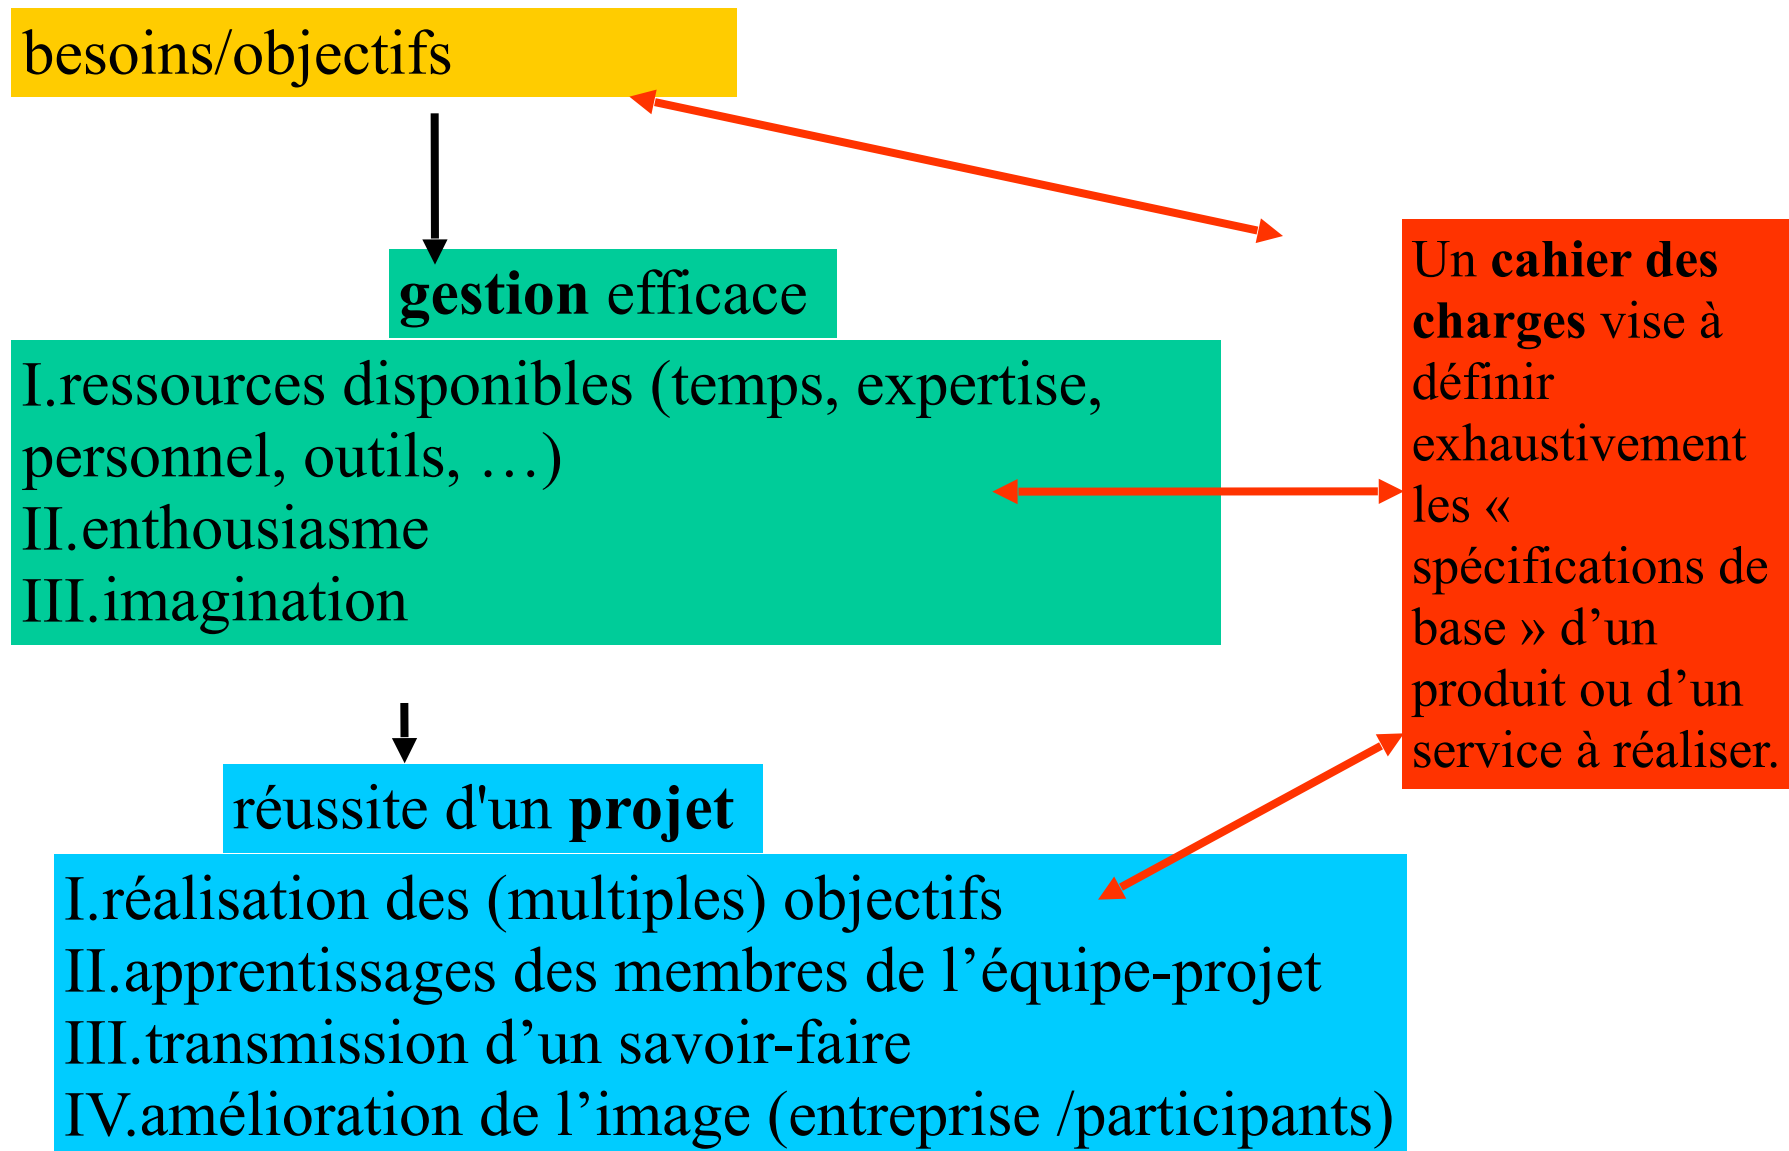 besoins/objectifs
gestion efficace
I.ressources disponibles (temps, expertise,
personnel, outils, …)
II.enthousiasme
III.imagination
réussite d'un projet
I.réalisation des (multiples) objectifs
II.apprentissages des membres de l’équipe-projet
III.transmission d’un savoir-faire
IV.amélioration de l’image (entreprise /participants)
Un cahier des
charges vise à
définir
exhaustivement
les «
spécifications de
base » d’un
produit ou d’un
service à réaliser.